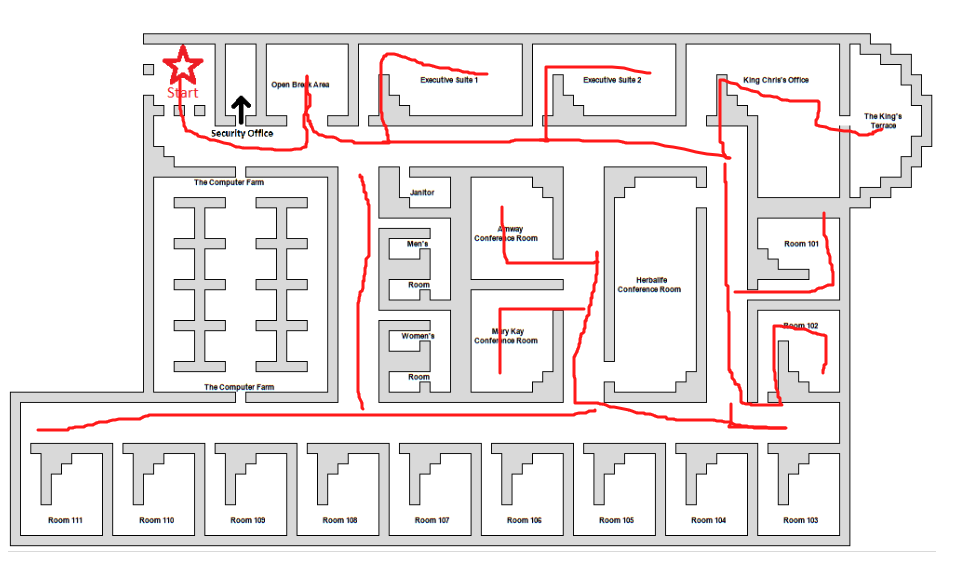 Executive Suite 1
Executive Suite 2
King Chris's Office
Open Break Area
Start
The King's
Terrace
Security Office
The Computer Farm
Janitor
Amway
Conference Room
Men's
Room
Room 101
Herbalife
Conference Room
Mary Kay
Conference Room
Women's
Room
Room 102
The Computer Farm
Room 111
Room 110
Room 109
Room 108
Room 107
Room 106
Room 105
Room 104
Room 103